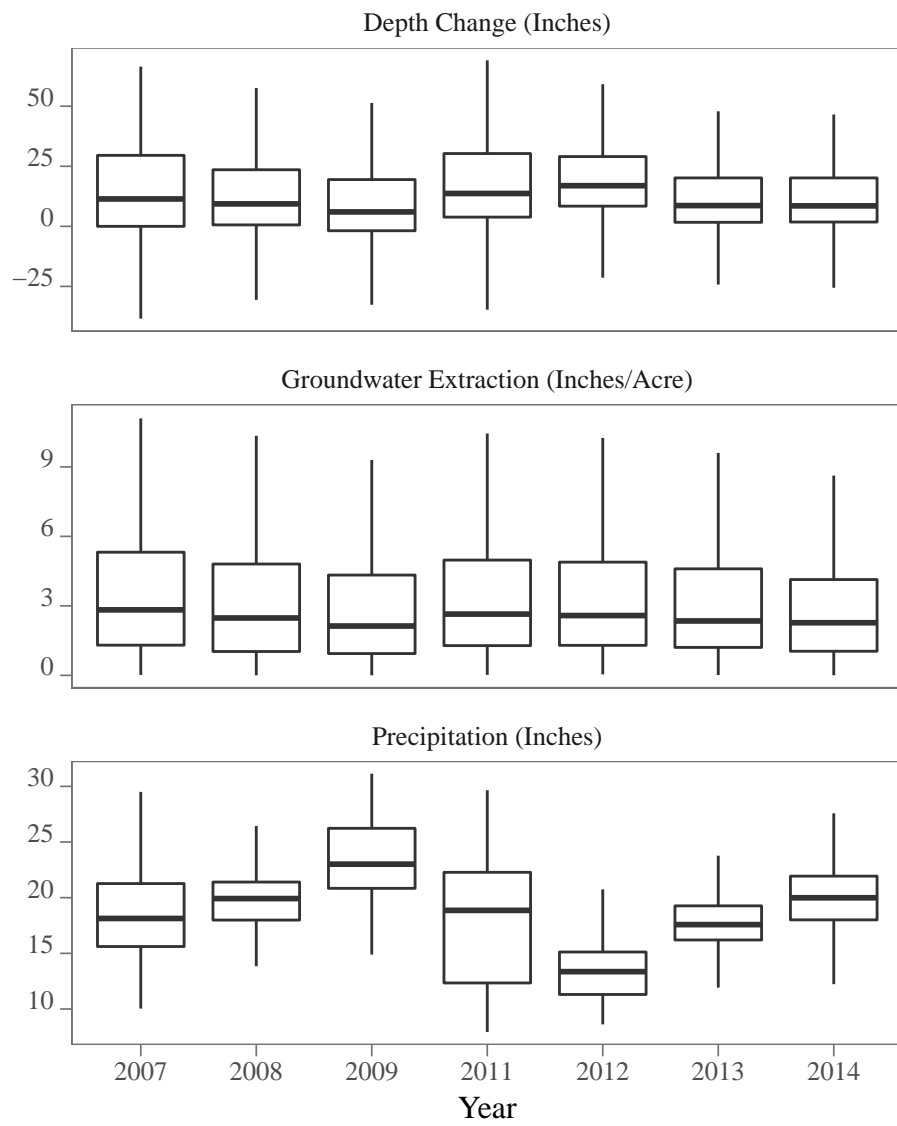 Depth Change (Inches)
50
25
0
−25
Groundwater Extraction (Inches/Acre)
9
6
3
0
Precipitation (Inches)
30
25
20
15
10
2007 2008 2009 2011 2012 2013 2014
Year